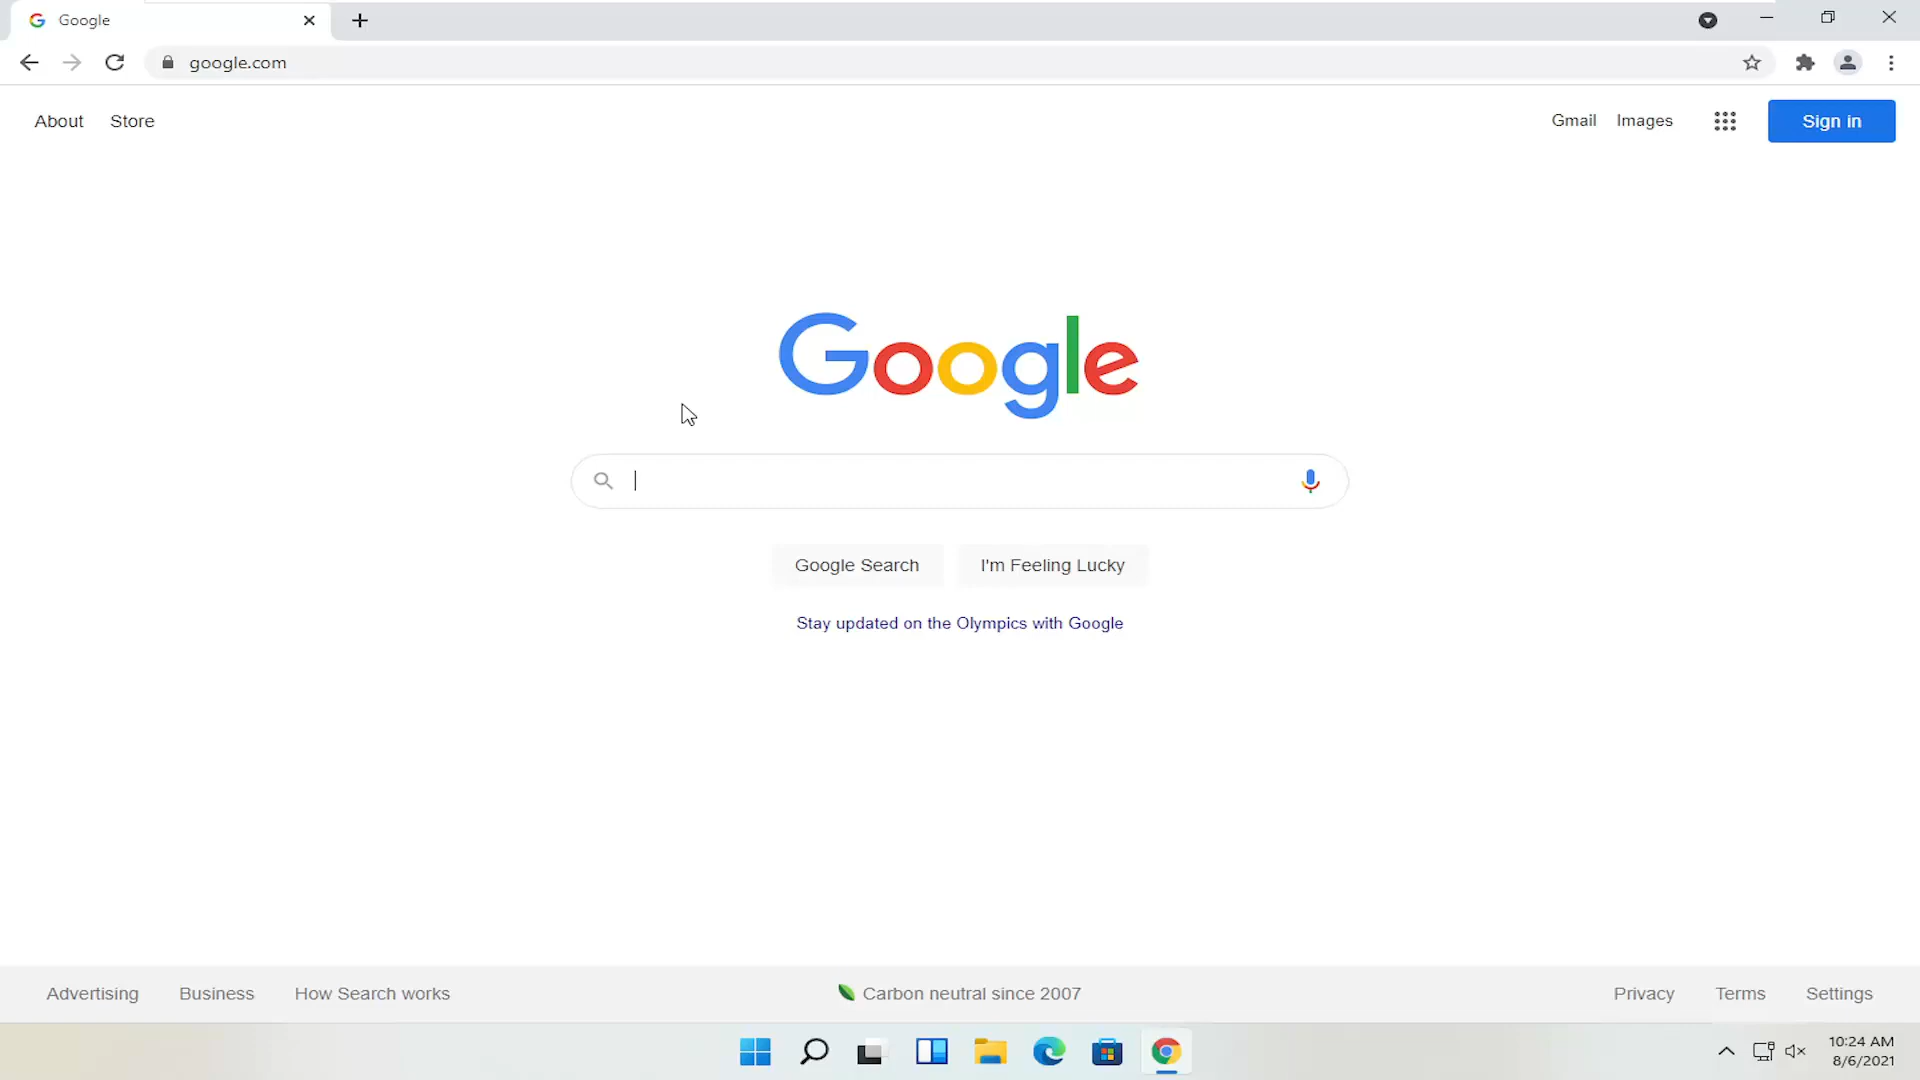 Google
google.com
About Store
Gmail Images Sign in
Google
Google Search I'm Feeling Lucky
Stay updated on the Olympics with Google
Advertising Business How Search works
Carbon neutral since 2007
Privacy Terms Settings
10:24 AM
8/6/2021